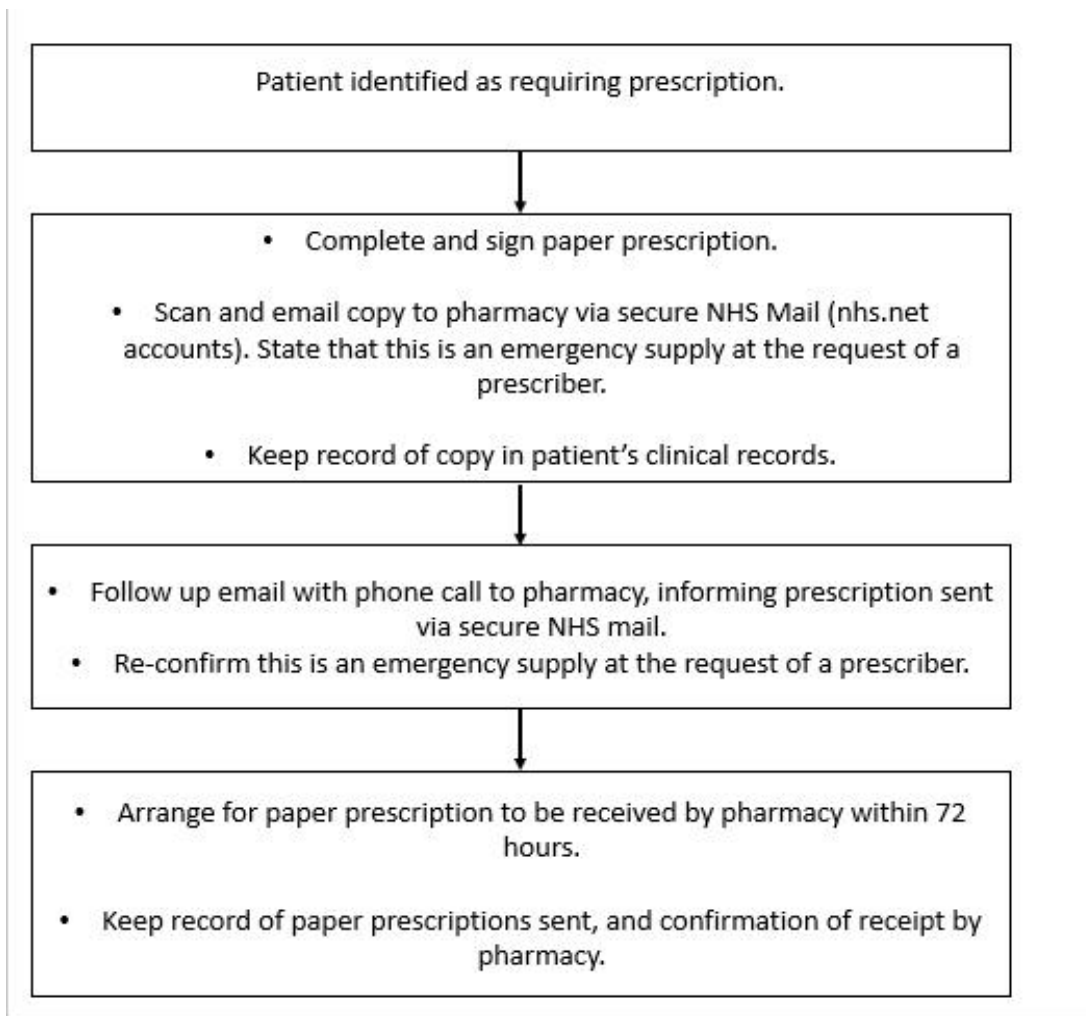 Patient identified as requiring prescription.
• Complete and sign paper prescription.
• Scan and email copy to pharmacy via secure NHS Mail (nhs.net
accounts). State that this is an emergency supply at the request of a
prescriber.
• Keep record of copy in patient's clinical records.
• Follow up email with phone call to pharmacy, informing prescription sent
via secure NHS mail.
• Re-confirm this is an emergency supply at the request of a prescriber.
• Arrange for paper prescription to be received by pharmacy within 72
hours.
• Keep record of paper prescriptions sent, and confirmation of receipt by
pharmacy.